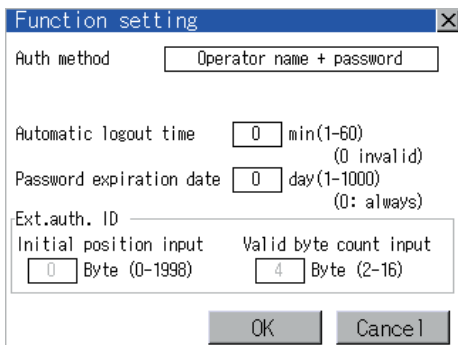 Function setting
Auth method Operator name + password
Automatic logout time 0 min(1-60)
(0 invalid)
Password expiration date 0 day(1-1000)
(0: always)
Ext.auth. ID
Initial position input Valid byte count input
0 Byte (0-1998) 4 Byte (2-16)
OK Cancel